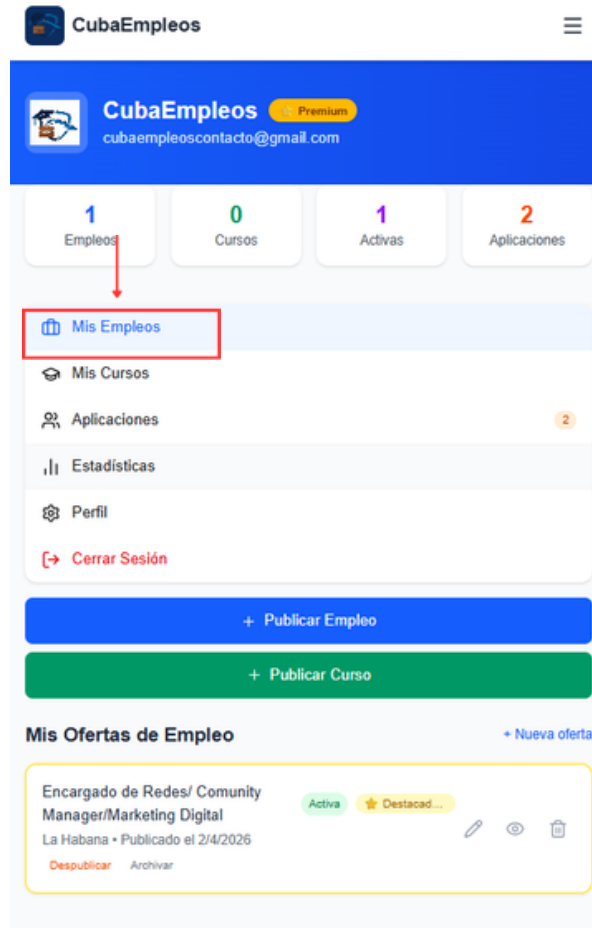 CubaEmpleos
CubaEmpleos Premium
cubaempleoscontacto@gmail.com
1 0 1 2
Empleos Cursos Activas Aplicaciones
Mis Empleos
Mis Cursos
Aplicaciones 2
Estadísticas
Perfil
Cerrar Sesión
+ Publicar Empleo
+ Publicar Curso
Mis Ofertas de Empleo + Nueva oferta
Encargado de Redes/ Comunity
Manager/Marketing Digital
Activa Destacad...
La Habana • Publicado el 2/4/2026
Despublicar Archivar